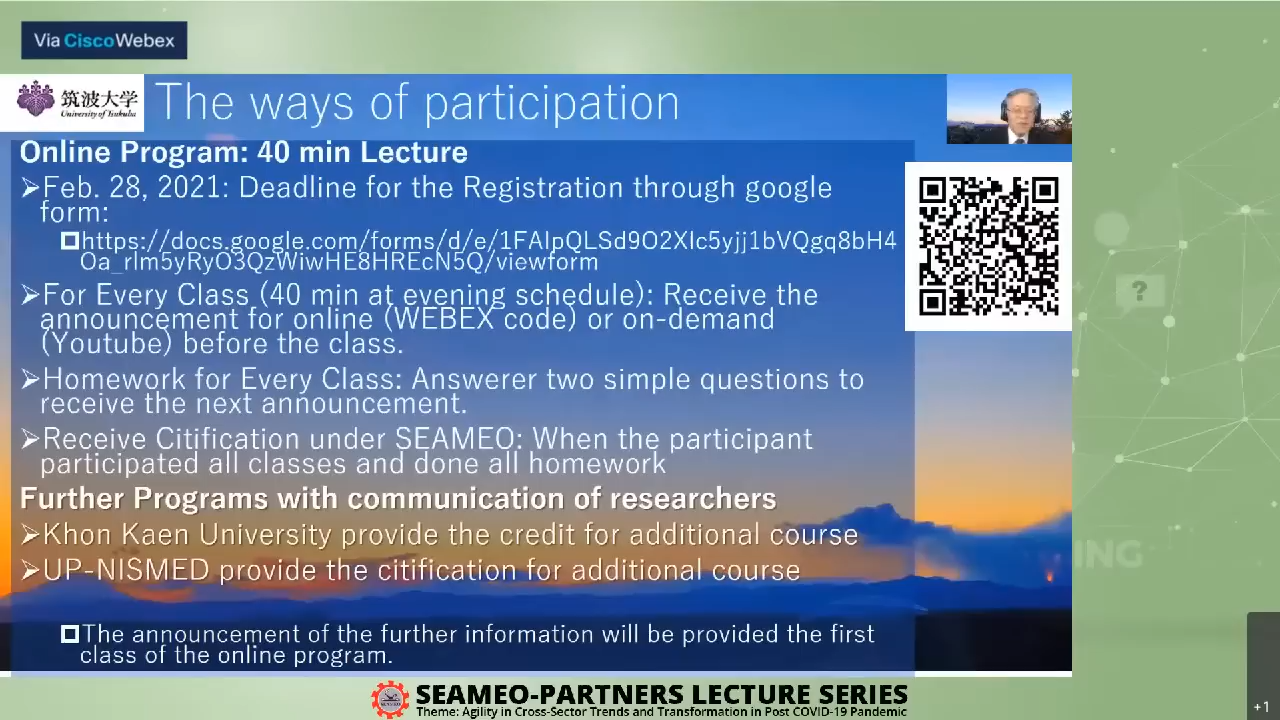 Via CiscoWebex
筑波大学
University of Tsukuba
The ways of participation
Online Program: 40 min Lecture
➢Feb. 28, 2021: Deadline for the Registration through google
form:
https://docs.google.com/forms/d/e/1FAIpQLSd9O2XIc5yjj1bVQgq8bH4
Oa_rIm5yRyO3QzWiwHE8HREcN5Q/viewform
➢For Every Class (40 min at evening schedule): Receive the
announcement for online (WEBEX code) or on-demand
(Youtube) before the class.
➢Homework for Every Class: Answerer two simple questions to
receive the next announcement.
➢Receive Citification under SEAMEO: When the participant
participated all classes and done all homework
Further Programs with communication of researchers
➢Khon Kaen University provide the credit for additional course
➢UP-NISMED provide the citification for additional course
The announcement of the further information will be provided the first
class of the online program.
?
ING
SEAMEO-PARTNERS LECTURE SERIES
Theme: Agility in Cross-Sector Trends and Transformation in Post COVID-19 Pandemic
+1